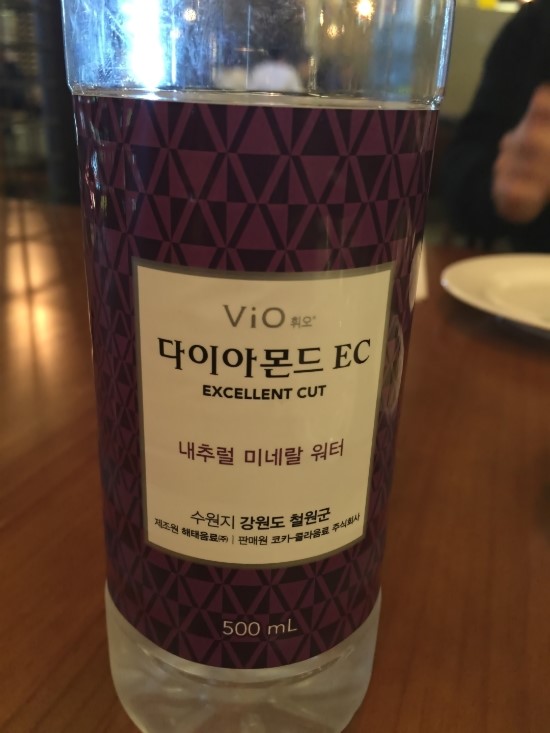 ViO 휘오
다이아몬드 EC
EXCELLENT CUT
내추럴 미네랄 워터
수원지 강원도 철원군
제조원 해태음료㈜ | 판매원 코카-콜라음료 주식회사
500 mL